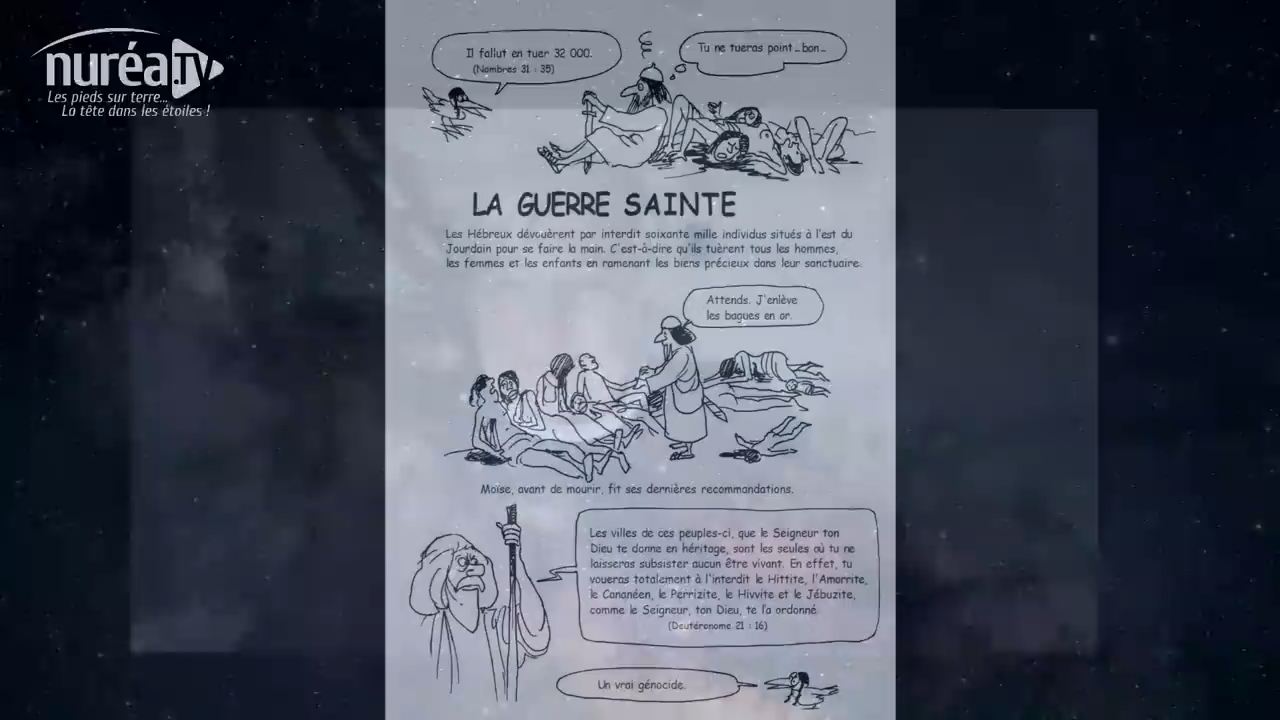 nuréa.TV
Les pieds sur terre...
La tête dans les étoiles !
Il fallut en tuer 32 000.
(Nombres 31 : 35)
Tu ne tueras point...bon...
LA GUERRE SAINTE
Les Hébreux dévouèrent par interdit soixante mille individus situés à l'est du
Jourdain pour se faire la main. C'est-à-dire qu'ils tuèrent tous les hommes,
les femmes et les enfants en ramenant les biens précieux dans leur sanctuaire.
Attends. J'enlève
les bagues en or.
Moïse, avant de mourir, fit ses dernières recommandations.
Les villes de ces peuples-ci, que le Seigneur ton
Dieu te donne en héritage, sont les seules où tu ne
laisseras subsister aucun être vivant. En effet, tu
voueras totalement à l'interdit le Hittite, l'Amorrite,
le Cananéen, le Perrizite, le Hivvite et le Jébuzite,
comme le Seigneur, ton Dieu, te l'a ordonné
(Deutéronome 21 : 16)
Un vrai génocide.